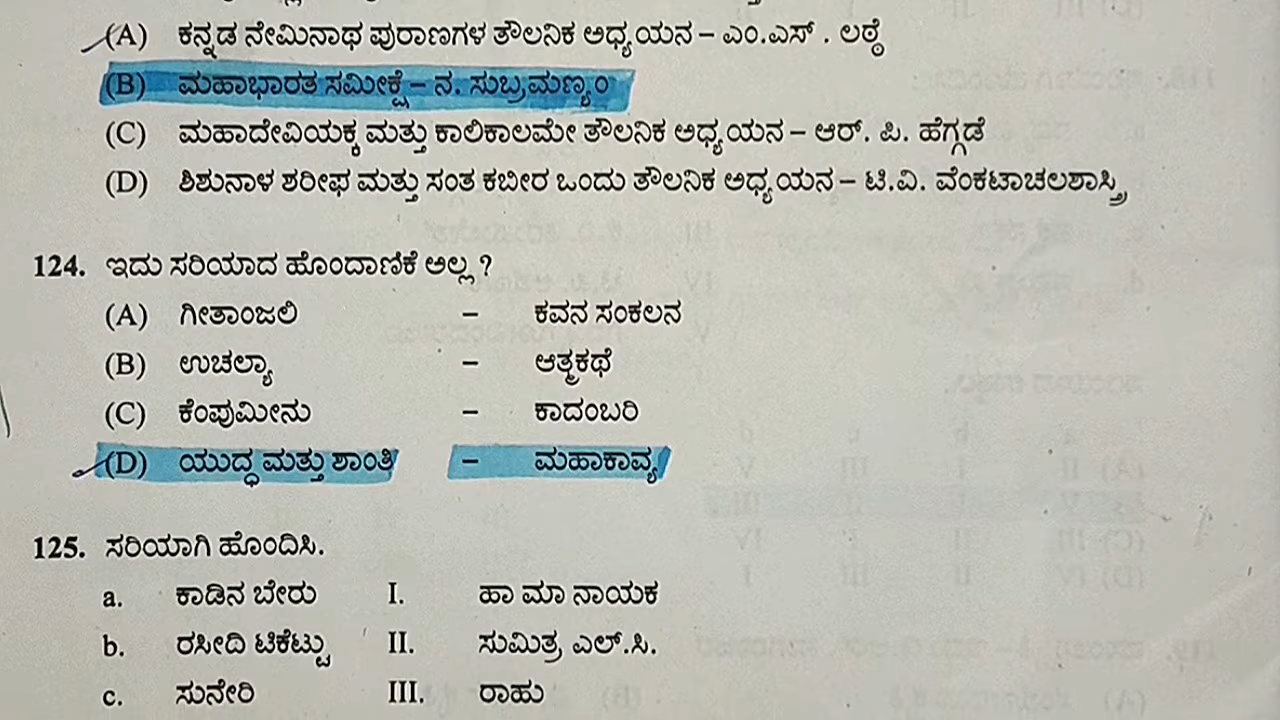 (A) ಕನ್ನಡ ನೇಮಿನಾಥ ಪುರಾಣಗಳ ತೌಲನಿಕ ಅಧ್ಯಯನ – ಎಂ.ಎಸ್ . ಲಠ್ಠೆ
(B) ಮಹಾಭಾರತ ಸಮೀಕ್ಷೆ – ನ. ಸುಬ್ರಮಣ್ಯಂ
(C) ಮಹಾದೇವಿಯಕ್ಕ ಮತ್ತು ಕಾಲಿಕಾಲಮೇ ತೌಲನಿಕ ಅಧ್ಯಯನ – ಆರ್. ಪಿ. ಹೆಗ್ಗಡೆ
(D) ಶಿಶುನಾಳ ಶರೀಫ ಮತ್ತು ಸಂತ ಕಬೀರ ಒಂದು ತೌಲನಿಕ ಅಧ್ಯಯನ – ಟಿ.ವಿ. ವೆಂಕಟಾಚಲಶಾಸ್ತ್ರಿ
124. ಇದು ಸರಿಯಾದ ಹೊಂದಾಣಿಕೆ ಅಲ್ಲ ?
(A) ಗೀತಾಂಜಲಿ – ಕವನ ಸಂಕಲನ
(B) ಉಚಲ್ಯಾ – ಆತ್ಮಕಥೆ
(C) ಕೆಂಪುಮೀನು – ಕಾದಂಬರಿ
(D) ಯುದ್ಧ ಮತ್ತು ಶಾಂತಿ – ಮಹಾಕಾವ್ಯ
125. ಸರಿಯಾಗಿ ಹೊಂದಿಸಿ.
a. ಕಾಡಿನ ಬೇರು I. ಹಾ ಮಾ ನಾಯಕ
b. ರಸೀದಿ ಟಿಕೆಟ್ಟು II. ಸುಮಿತ್ರ ಎಲ್.ಸಿ.
c. ಸುನೇರಿ III. ರಾಹು